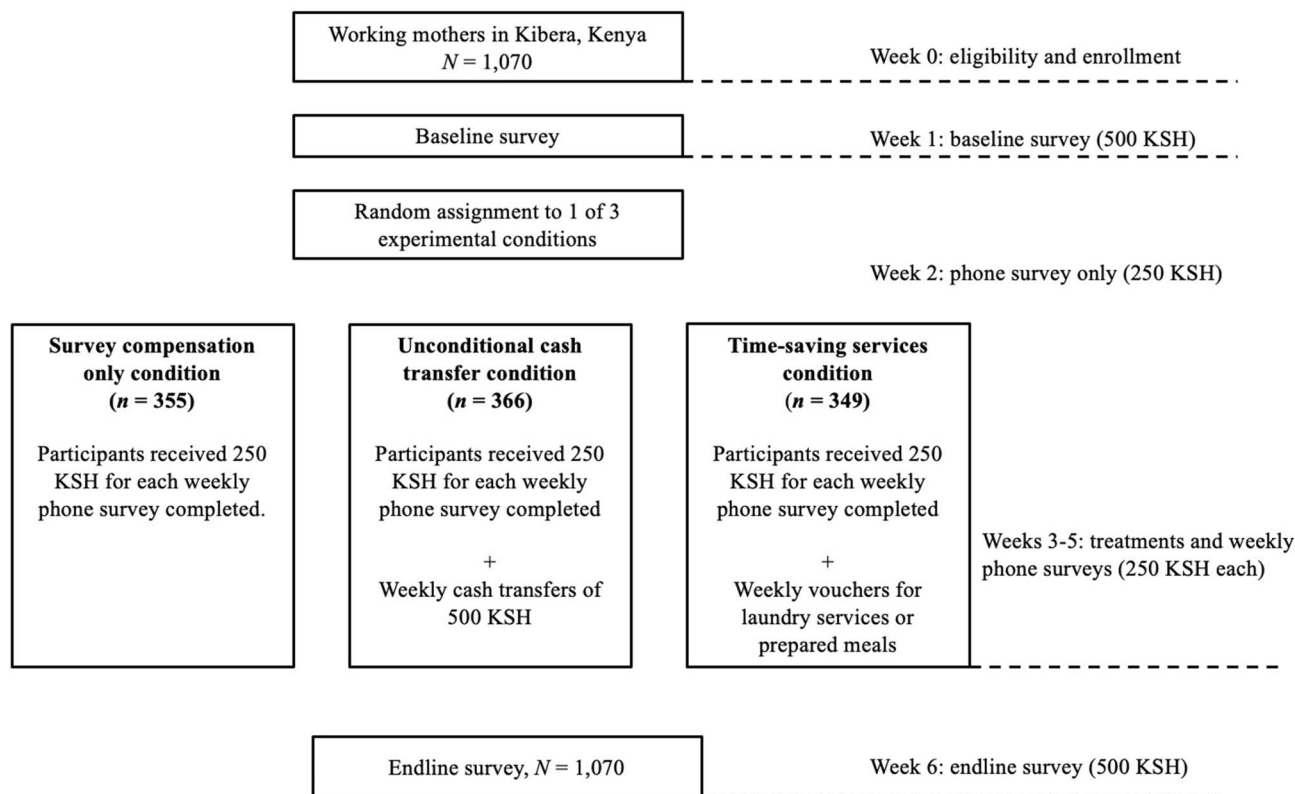 Working mothers in Kibera, Kenya
N = 1,070
Week 0: eligibility and enrollment
Baseline survey
Week 1: baseline survey (500 KSH)
Random assignment to 1 of 3
experimental conditions
Week 2: phone survey only (250 KSH)
Survey compensation
only condition
(n = 355)
Participants received 250
KSH for each weekly
phone survey completed.
Unconditional cash
transfer condition
(n = 366)
Participants received 250
KSH for each weekly
phone survey completed
+
Weekly cash transfers of
500 KSH
Time-saving services
condition
(n = 349)
Participants received 250
KSH for each weekly
phone survey completed
+
Weekly vouchers for
laundry services or
prepared meals
Weeks 3-5: treatments and weekly
phone surveys (250 KSH each)
Endline survey, N = 1,070
Week 6: endline survey (500 KSH)